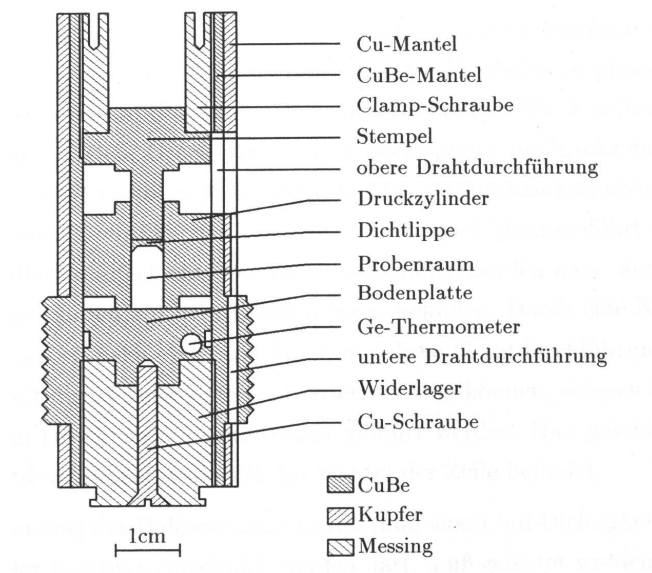 Cu-Mantel
CuBe-Mantel
Clamp-Schraube
Stempel
obere Drahtdurchführung
Druckzylinder
Dichtlippe
Probenraum
Bodenplatte
Ge-Thermometer
untere Drahtdurchführung
Widerlager
Cu-Schraube
CuBe
Kupfer
Messing
1cm